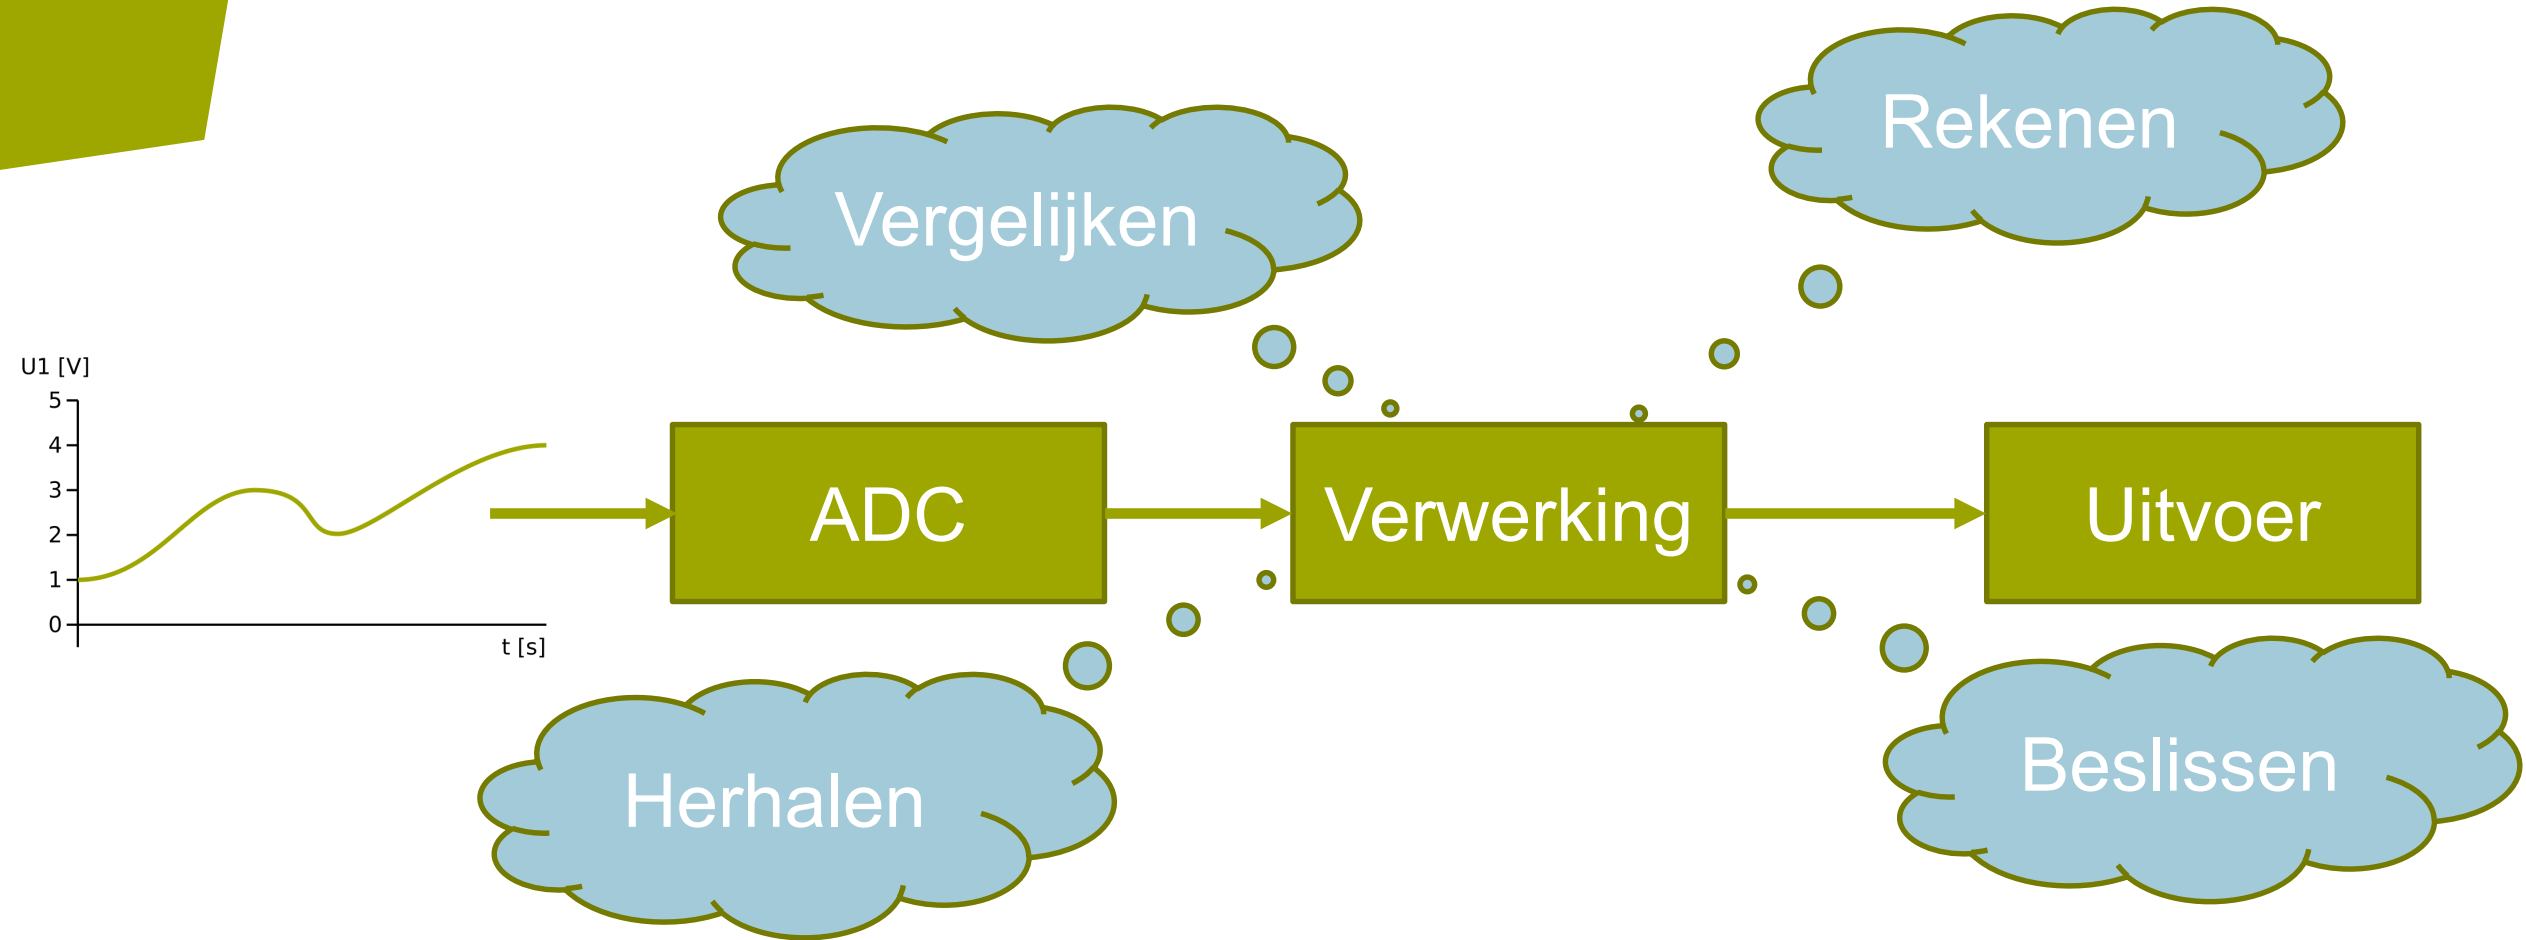 Rekenen
Vergelijken
U1 [V]
5
4
3
2
1
0
t [s]
ADC
Verwerking
Uitvoer
Herhalen
Beslissen